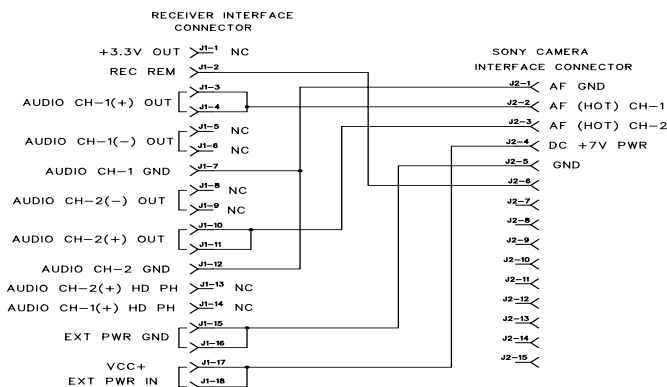 RECEIVER INTERFACE
CONNECTOR
+3.3V OUT J1-1 NC
REC REM J1-2
AUDIO CH-1(+) OUT J1-3
J1-4
AUDIO CH-1(-) OUT J1-5 NC
J1-6 NC
AUDIO CH-1 GND J1-7
AUDIO CH-2(-) OUT J1-8 NC
J1-9 NC
AUDIO CH-2(+) OUT J1-10
J1-11
AUDIO CH-2 GND J1-12
AUDIO CH-2(+) HD PH J1-13 NC
AUDIO CH-1(+) HD PH J1-14 NC
EXT PWR GND J1-15
J1-16
VCC+ J1-17
EXT PWR IN J1-18
SONY CAMERA
INTERFACE CONNECTOR
J2-1 AF GND
J2-2 AF (HOT) CH-1
J2-3 AF (HOT) CH-2
J2-4 DC +7V PWR
J2-5 GND
J2-6
J2-7
J2-8
J2-9
J2-10
J2-11
J2-12
J2-13
J2-14
J2-15